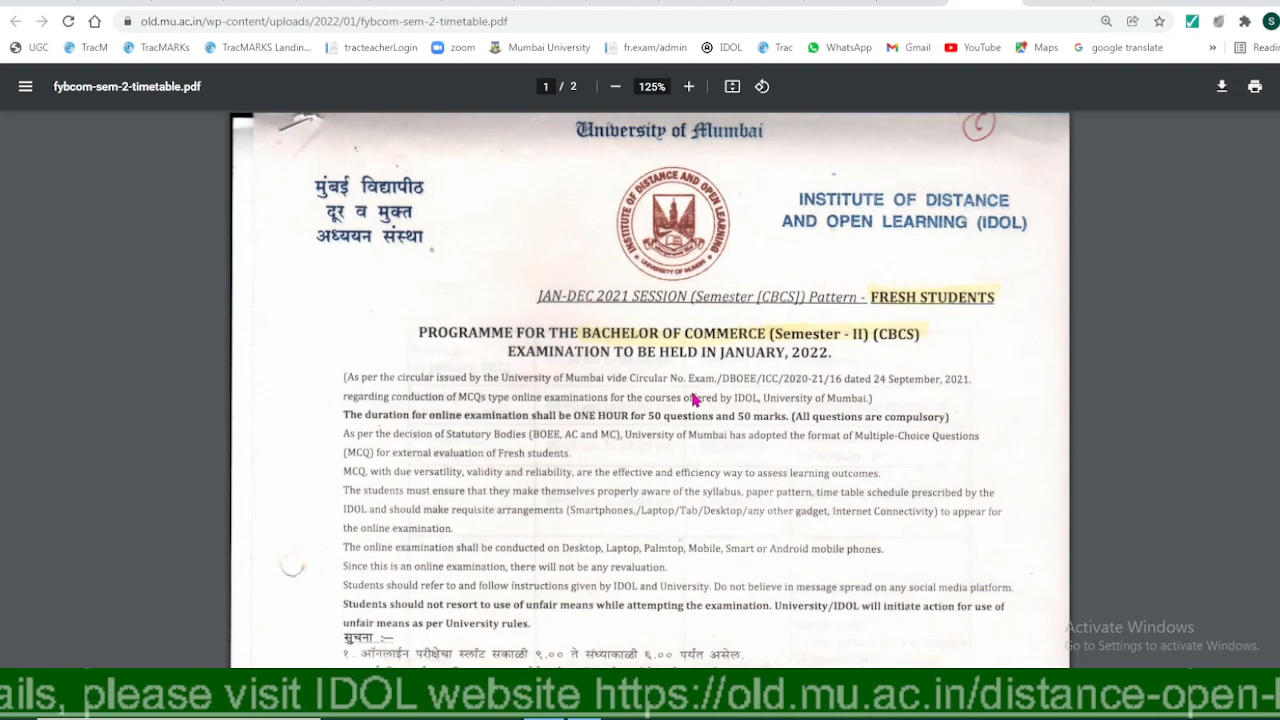 old.mu.ac.in/wp-content/uploads/2022/01/fybcom-sem-2-timetable.pdf
S
UGC TracM TracMARKs TracMARKS Landin... tracteacherLogin zoom Mumbai University fr.exam/admin IDOL Trac WhatsApp Gmail YouTube Maps google translate » Readin
fybcom-sem-2-timetable.pdf 1 / 2 − 125% +
University of Mumbai
मुंबई विद्यापीठ
दूर व मुक्त
अध्ययन संस्था
INSTITUTE OF DISTANCE AND OPEN LEARNING
UNIVERSITY OF MUMBAI
INSTITUTE OF DISTANCE
AND OPEN LEARNING (IDOL)
JAN-DEC 2021 SESSION (Semester [CBCS]) Pattern - FRESH STUDENTS
PROGRAMME FOR THE BACHELOR OF COMMERCE (Semester - II) (CBCS)
EXAMINATION TO BE HELD IN JANUARY, 2022.
(As per the circular issued by the University of Mumbai vide Circular No. Exam./DBOEE/ICC/2020-21/16 dated 24 September, 2021.
regarding conduction of MCQs type online examinations for the courses offered by IDOL, University of Mumbai.)
The duration for online examination shall be ONE HOUR for 50 questions and 50 marks. (All questions are compulsory)
As per the decision of Statutory Bodies (BOEE, AC and MC), University of Mumbai has adopted the format of Multiple-Choice Questions
(MCQ) for external evaluation of Fresh students.
MCQ, with due versatility, validity and reliability, are the effective and efficiency way to assess learning outcomes.
The students must ensure that they make themselves properly aware of the syllabus, paper pattern, time table schedule prescribed by the
IDOL and should make requisite arrangements (Smartphones,/Laptop/Tab/Desktop/any other gadget, Internet Connectivity) to appear for
the online examination.
The online examination shall be conducted on Desktop, Laptop, Palmtop, Mobile, Smart or Android mobile phones.
Since this is an online examination, there will not be any revaluation.
Students should refer to and follow instructions given by IDOL and University. Do not believe in message spread on any social media platform.
Students should not resort to use of unfair means while attempting the examination. University/IDOL will initiate action for use of
unfair means as per University rules.
सुचना :—
१. ऑनलाईन परीक्षेचा स्लॉट सकाळी ९.०० ते संध्याकाळी ६.०० पर्यंत असेल.
Activate Windows
Go to Settings to activate Windows.
ails, please visit IDOL website https://old.mu.ac.in/distance-open-l